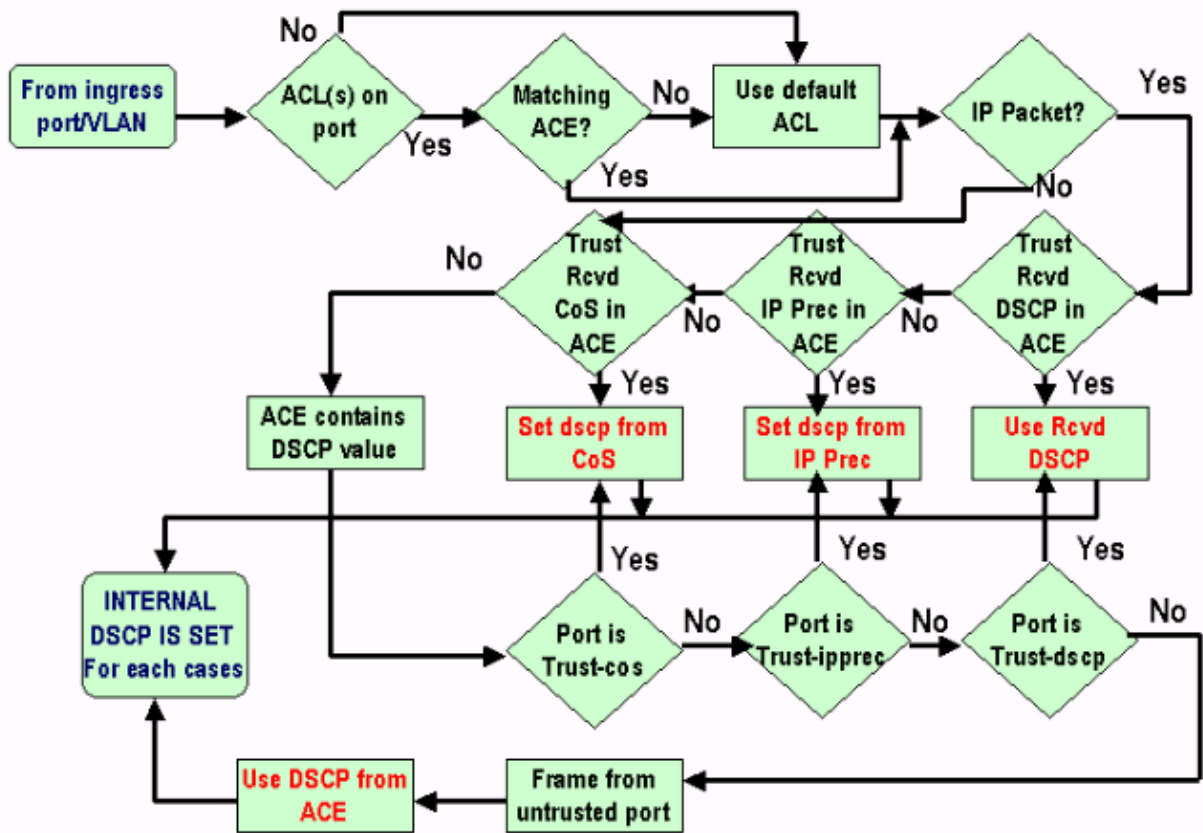 No
From ingress
port/VLAN
ACL(s) on
port
Yes
Matching
ACE?
No
Yes
Use default
ACL
IP Packet?
Yes
No
Trust
Rcvd
CoS in
ACE
No
Yes
Trust
Rcvd
IP Prec in
ACE
No
Yes
Trust
Rcvd
DSCP in
ACE
No
Yes
ACE contains
DSCP value
Set dscp from
CoS
Set dscp from
IP Prec
Use Rcvd
DSCP
Yes
Yes
Yes
INTERNAL
DSCP IS SET
For each cases
Port is
Trust-cos
No
Port is
Trust-ipprec
No
Port is
Trust-dscp
No
Use DSCP from
ACE
Frame from
untrusted port